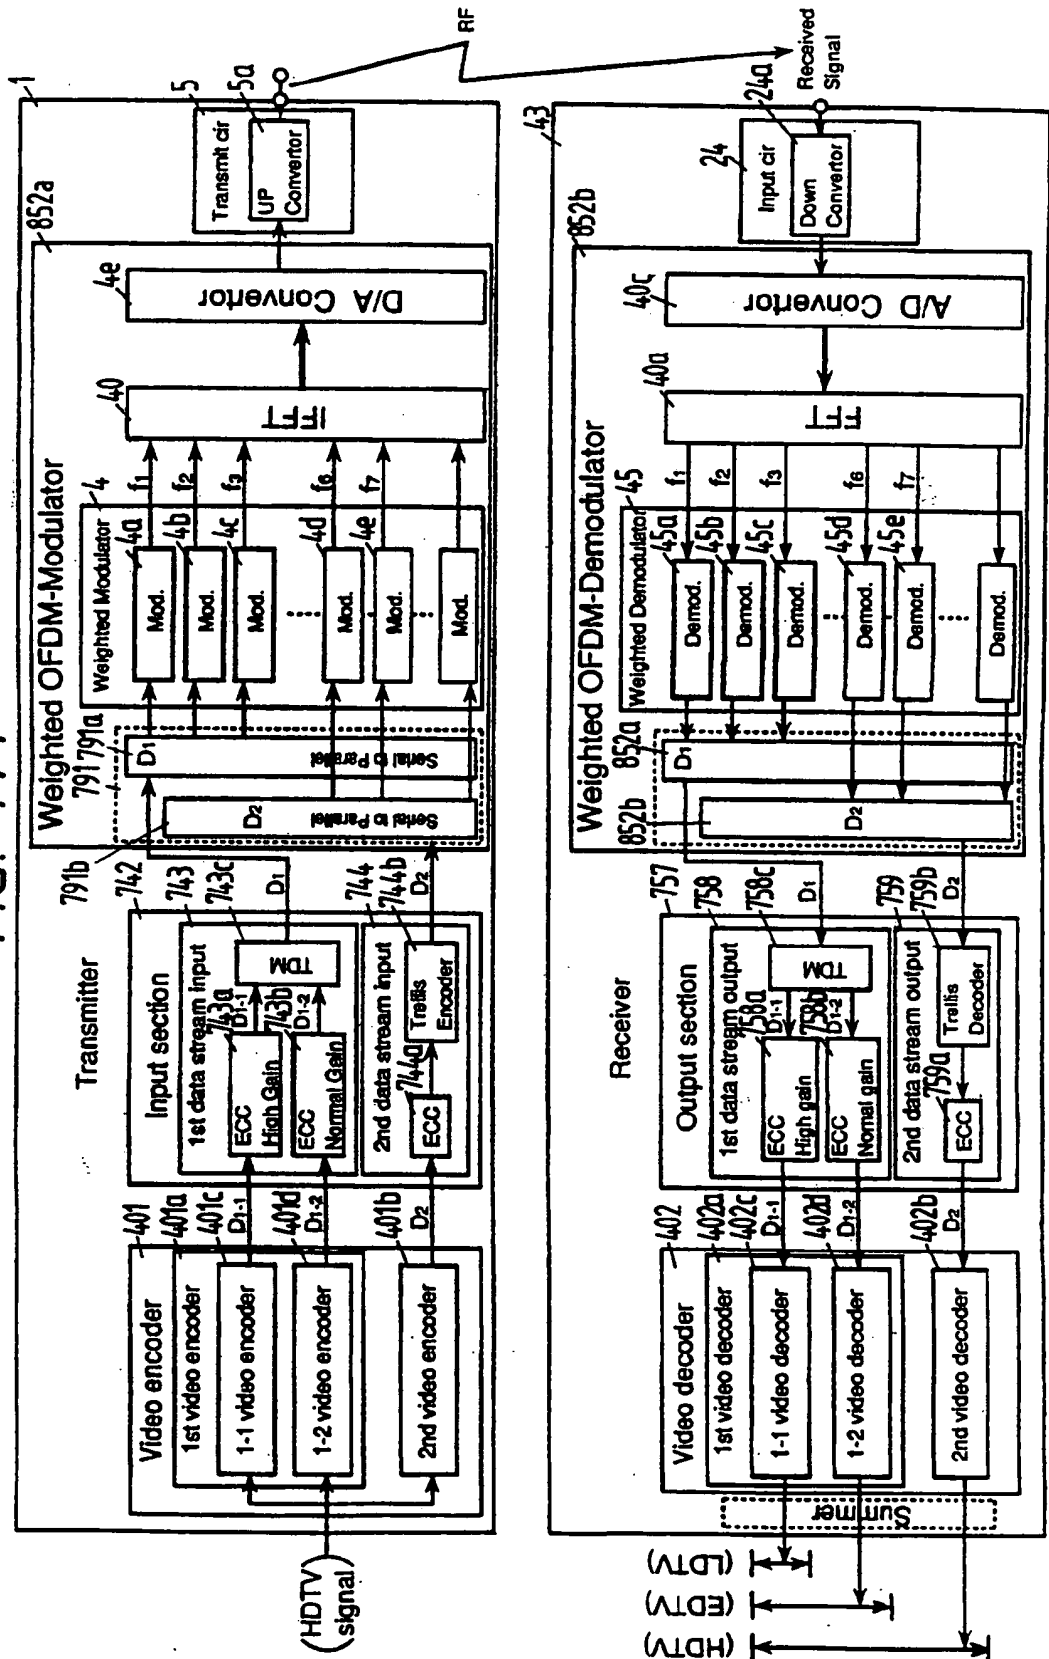 Transmitter
1
(HDTV signal)
Video encoder
401
1st video encoder
401a
1-1 video encoder
401c
1-2 video encoder
401d
2nd video encoder
401b
D1-1
D1-2
D2
Input section
742
1st data stream input
743
ECC High Gain
743a
ECC Normal Gain
743b
D1-1
D1-2
TDM
743c
D1
2nd data stream input
744
ECC
744a
Trellis Encoder
744b
D2
Weighted OFDM-Modulator
852a
791
791a
D1
Serial to Parallel
791b
D2
Serial to Parallel
Weighted Modulator
4
Mod.
4a
Mod.
4b
Mod.
4c
Mod.
4d
Mod.
4e
Mod.
f1
f2
f3
f6
f7
40
iFFT
4e
D/A Convertor
Transmit cir
5
UP Convertor
5a
RF
Receiver
43
Received Signal
Input cir
24
Down Convertor
24a
Weighted OFDM-Demodulator
852b
A/D Convertor
40c
FFT
40a
f1
f2
f3
f6
f7
Weighted Demodulator
45
Demod.
45a
Demod.
45b
Demod.
45c
Demod.
45d
Demod.
45e
Demod.
852a
D1
852b
D2
Output section
757
1st data stream output
758
TDM
758c
D1
D1-1
D1-2
ECC High gain
758a
ECC Nomal gain
758b
2nd data stream output
759
Trellis Decoder
759b
D2
ECC
759a
Video decoder
402
1st video decoder
402a
1-1 video decoder
402c
D1-1
1-2 video decoder
402d
D1-2
2nd video decoder
402b
D2
Summer
(LDTV)
(EDTV)
(HDTV)